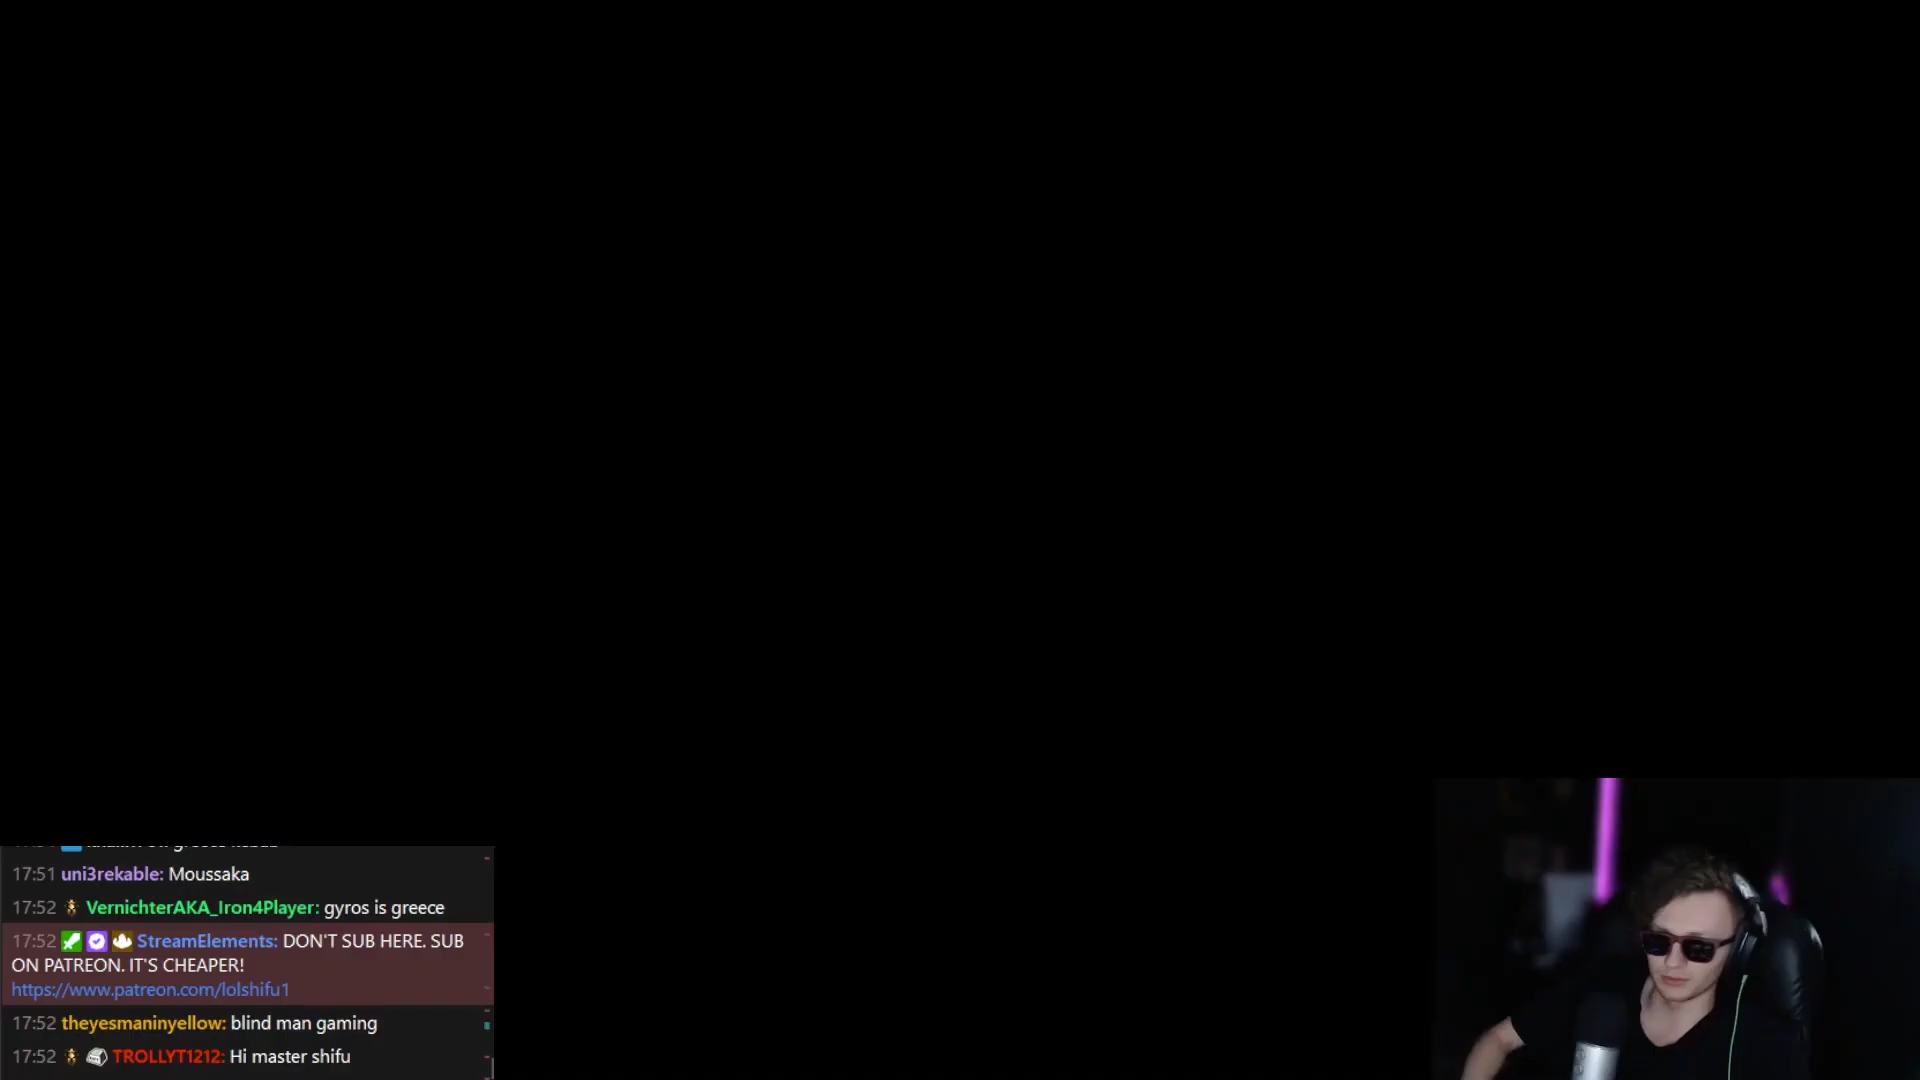 17:51 uni3rekable: Moussaka
17:52 VernichterAKA_Iron4Player: gyros is greece
17:52 StreamElements: DON'T SUB HERE. SUB
ON PATREON. IT'S CHEAPER!
https://www.patreon.com/lolshifu1
17:52 theyesmaninyellow: blind man gaming
17:52 TROLLYT1212: Hi master shifu